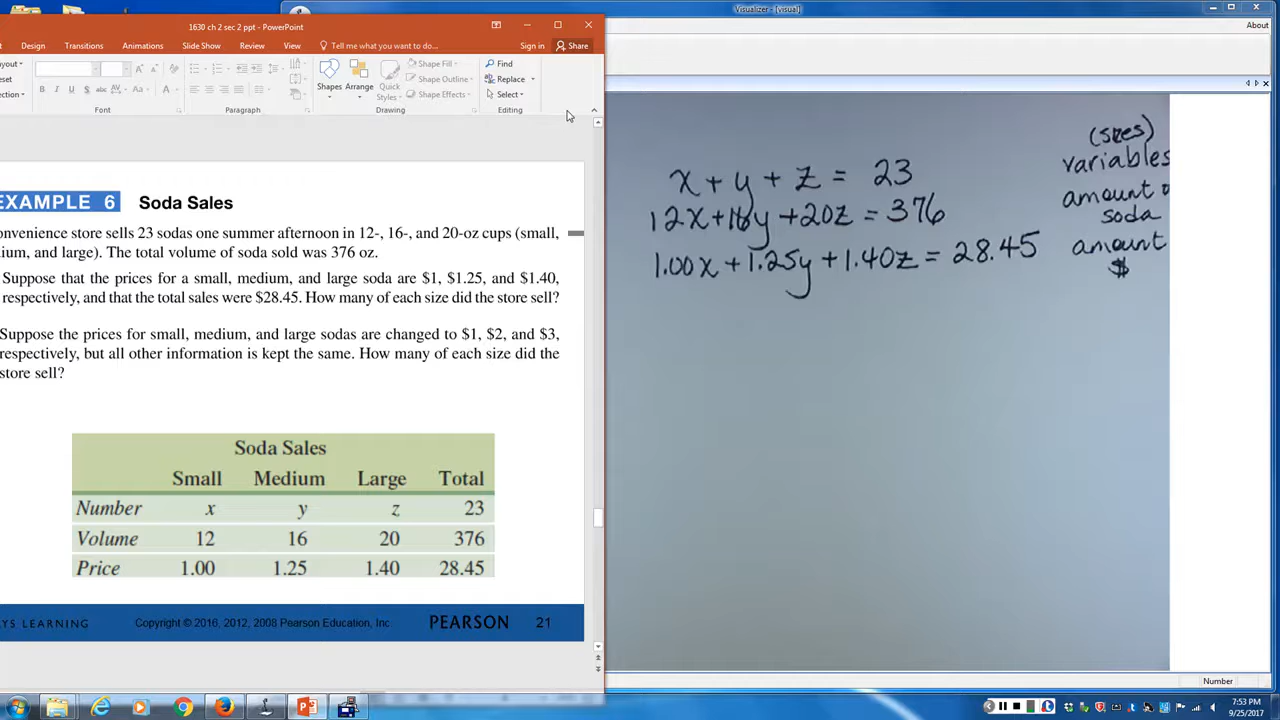 Visualizer - [visual]
1630 ch 2 sec 2 ppt - PowerPoint
About
Design Transitions Animations Slide Show Review View Tell me what you want to do... Sign in Share
Shape Fill
Find
Shape Outline
Replace
Shapes Arrange Quick Styles
Shape Effects
Select
Font Paragraph Drawing Editing
EXAMPLE 6 Soda Sales
onvenience store sells 23 sodas one summer afternoon in 12-, 16-, and 20-oz cups (small,
ium, and large). The total volume of soda sold was 376 oz.
Suppose that the prices for a small, medium, and large soda are $1, $1.25, and $1.40,
respectively, and that the total sales were $28.45. How many of each size did the store sell?
Suppose the prices for small, medium, and large sodas are changed to $1, $2, and $3,
respectively, but all other information is kept the same. How many of each size did the
store sell?
Soda Sales
Small Medium Large Total
Number x y z 23
Volume 12 16 20 376
Price 1.00 1.25 1.40 28.45
YS LEARNING Copyright © 2016, 2012, 2008 Pearson Education, Inc. PEARSON 21
(sizes)
x + y + z = 23 variables
12x + 16y + 20z = 376 amount
soda
1.00x + 1.25y + 1.40z = 28.45 amount
$
Number
7:53 PM
9/25/2017